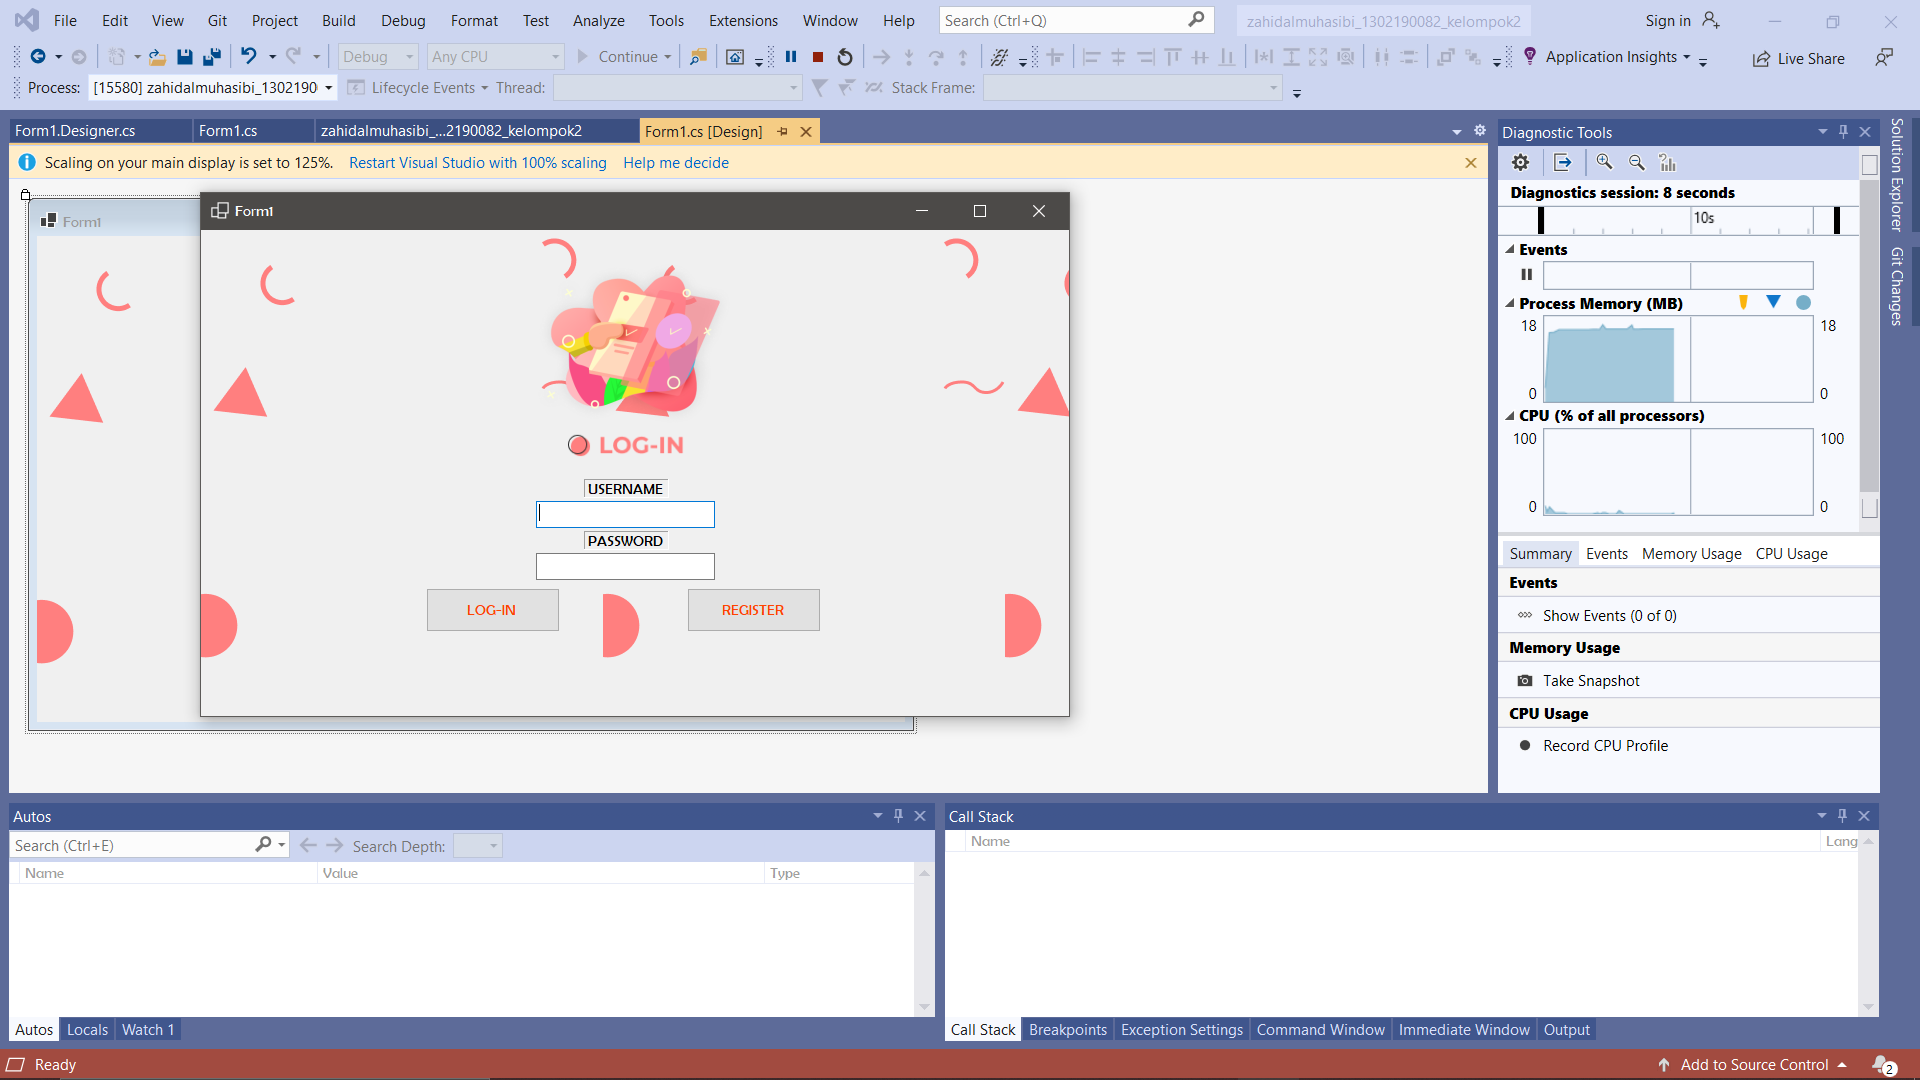 File Edit View Git Project Build Debug Format Test Analyze Tools Extensions Window Help Search (Ctrl+Q) zahidalmuhasibi_1302190082_kelompok2 Sign in
Debug Any CPU Continue Application Insights Live Share
Process: [15580] zahidalmuhasibi_1302190 Lifecycle Events Thread: Stack Frame:
Form1.Designer.cs Form1.cs zahidalmuhasibi_...2190082_kelompok2 Form1.cs [Design]
Scaling on your main display is set to 125%. Restart Visual Studio with 100% scaling Help me decide
Form1
Form1
LOG-IN
USERNAME
PASSWORD
LOG-IN REGISTER
Diagnostic Tools
Diagnostics session: 8 seconds
10s
Events
Process Memory (MB)
18 18
0 0
CPU (% of all processors)
100 100
0 0
Summary Events Memory Usage CPU Usage
Events
Show Events (0 of 0)
Memory Usage
Take Snapshot
CPU Usage
Record CPU Profile
Solution Explorer
Git Changes
Autos
Search (Ctrl+E) Search Depth:
Name Value Type
Autos Locals Watch 1
Call Stack
Name Lang
Call Stack Breakpoints Exception Settings Command Window Immediate Window Output
Ready Add to Source Control 2